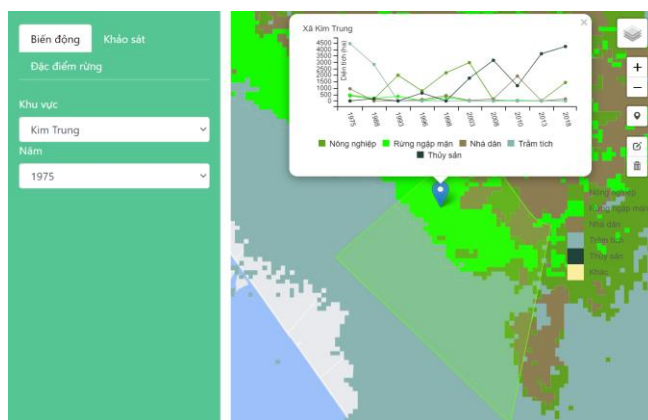 Biến động
Khảo sát
Đặc điểm rừng
Khu vực
Kim Trung
Năm
1975
Xã Kim Trung
×
Diện tích (ha)
4500
4000
3500
3000
2500
2000
1500
1000
500
0
1975 1988 1993 1996 1998 2003 2008 2010 2013 2018
Nông nghiệp Rừng ngập mặn Nhà dân Trầm tích
Thủy sản
+
−
Nông nghiệp
Rừng ngập mặn
Nhà dân
Trầm tích
Thủy sản
Khác